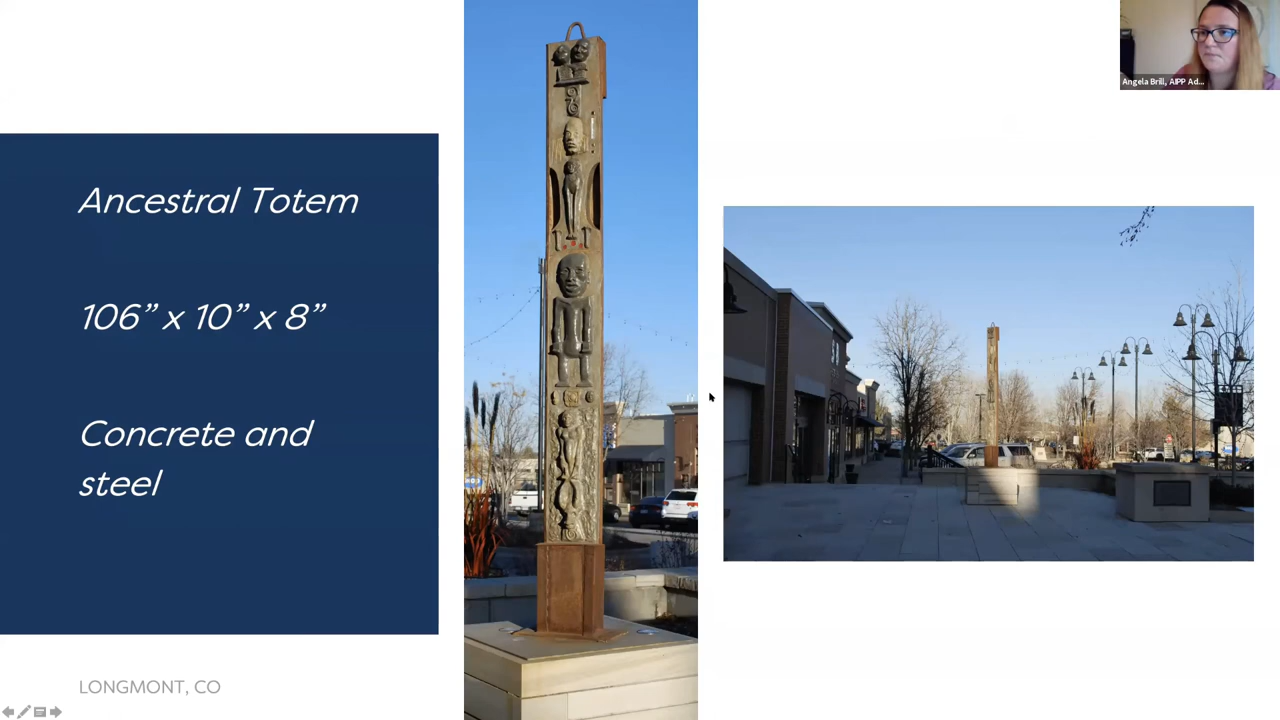 Ancestral Totem
106” x 10” x 8”
Concrete and
steel
LONGMONT, CO
Angela Brill, AIPP Ad...